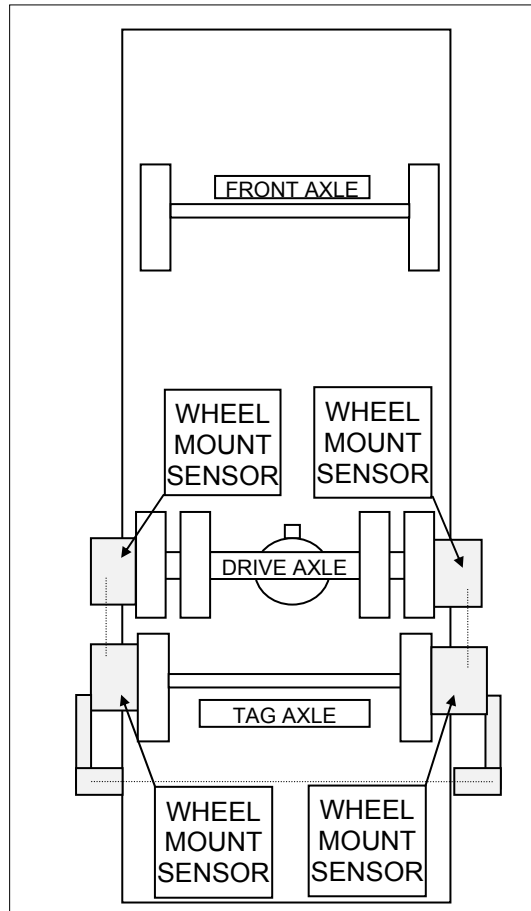 FRONT AXLE
WHEEL
MOUNT
SENSOR
WHEEL
MOUNT
SENSOR
DRIVE AXLE
TAG AXLE
WHEEL
MOUNT
SENSOR
WHEEL
MOUNT
SENSOR